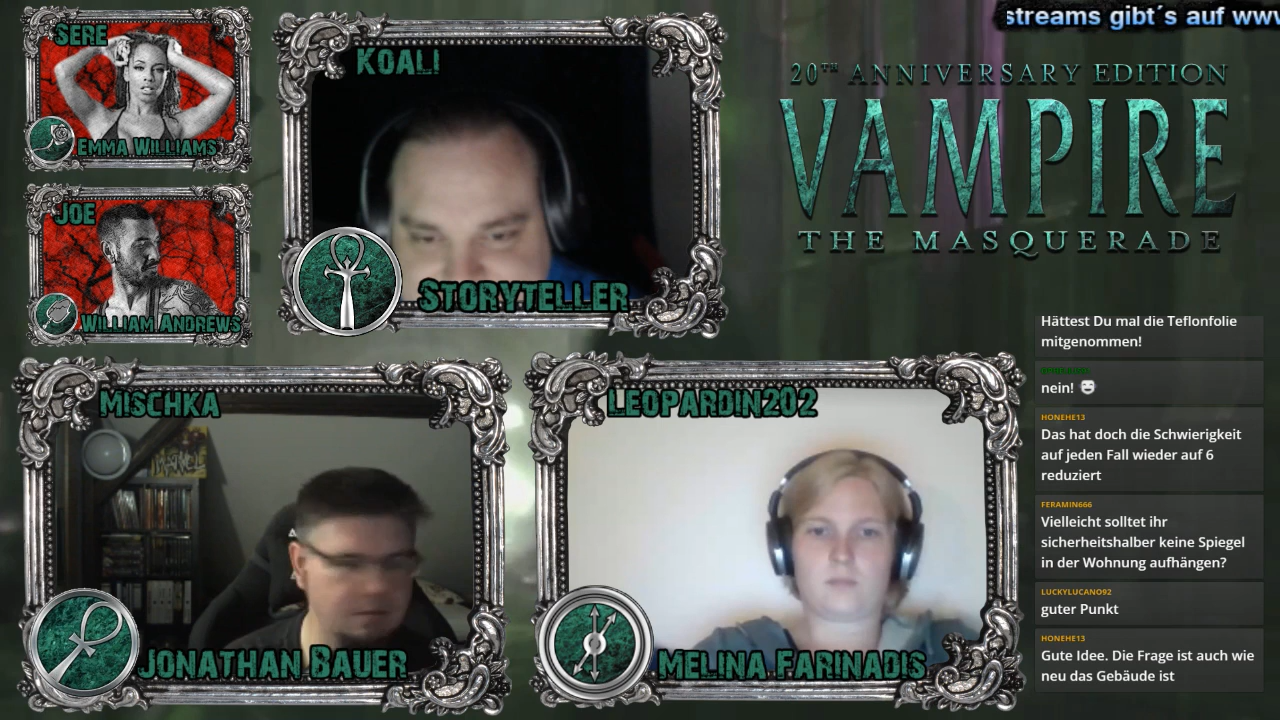 streams gibt´s auf www
SERE
EMMA WILLIAMS
JOE
WILLIAM ANDREWS
KOALI
STORYTELLER
20TH ANNIVERSARY EDITION
VAMPIRE
THE MASQUERADE
MISCHKA
JONATHAN BAUER
LEOPARDIN202
MELINA FARINADIS
Hättest Du mal die Teflonfolie
mitgenommen!
nein!
HONEHE13
Das hat doch die Schwierigkeit
auf jeden Fall wieder auf 6
reduziert
FERAMIN666
Vielleicht solltet ihr
sicherheitshalber keine Spiegel
in der Wohnung aufhängen?
LUCKYLUCANO92
guter Punkt
HONEHE13
Gute Idee. Die Frage ist auch wie
neu das Gebäude ist